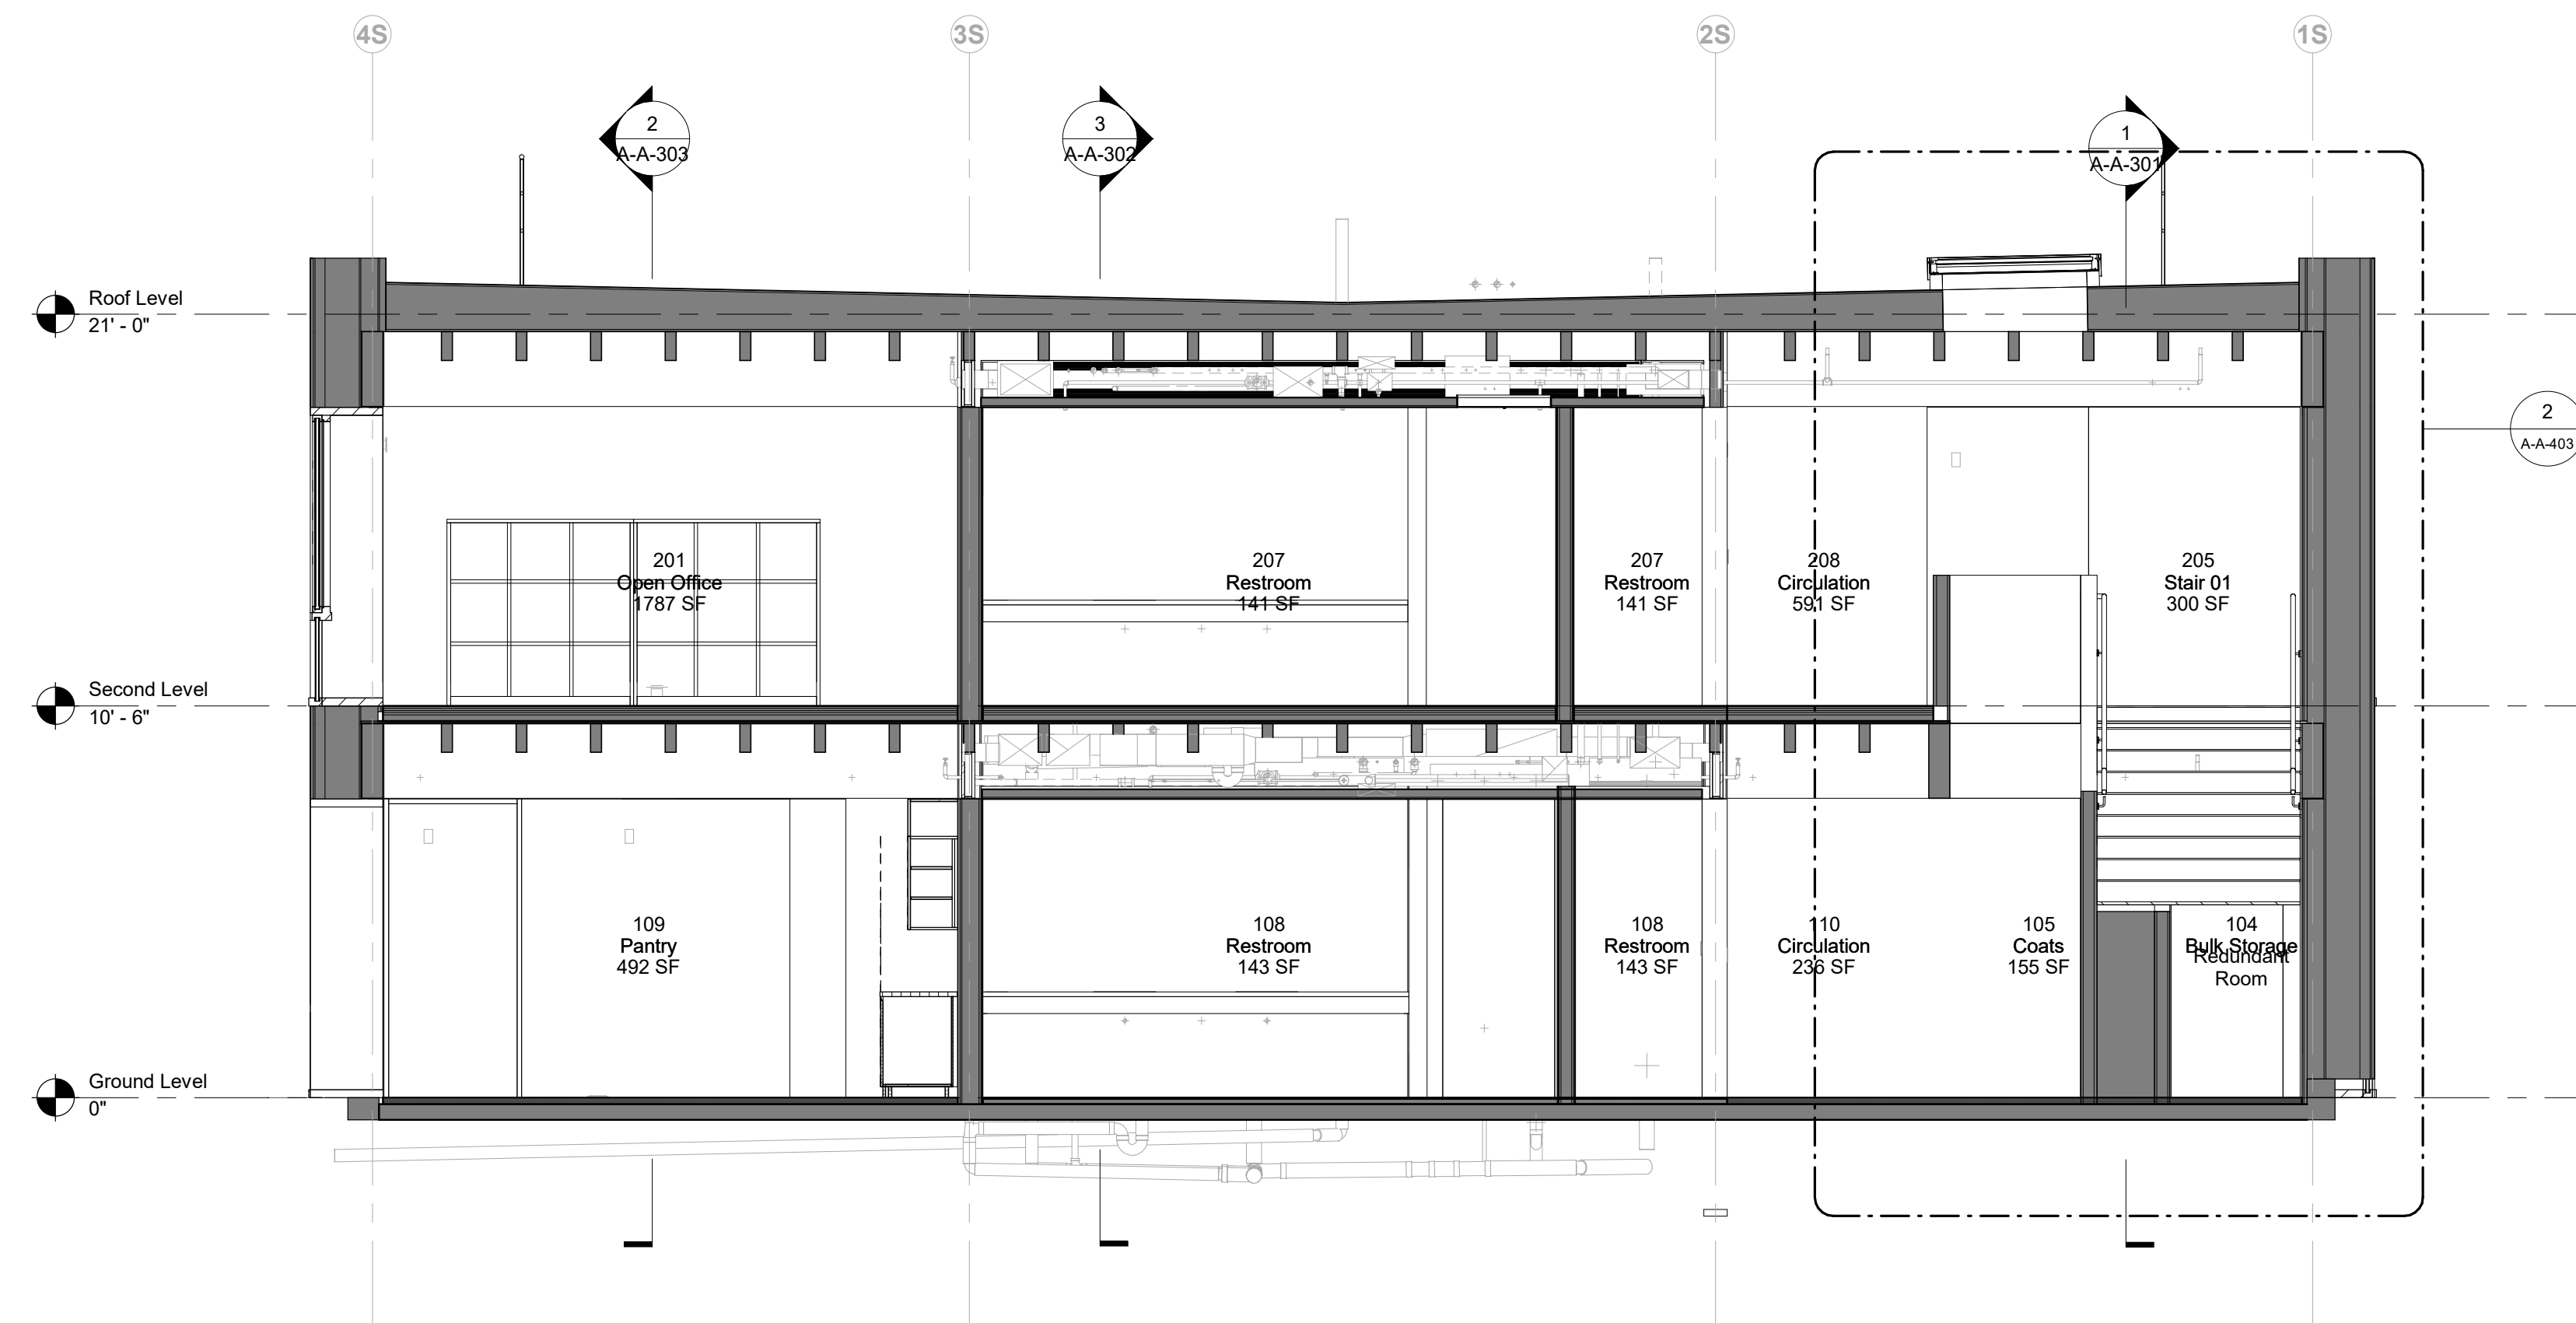 4S
3S
2S
1S
2
A-A-303
3
A-A-302
1
A-A-301
Roof Level
21' - 0"
2
A-A-403
201
Open Office
1787 SF
207
Restroom
141 SF
207
Restroom
141 SF
208
Circulation
591 SF
205
Stair 01
300 SF
Second Level
10' - 6"
109
Pantry
492 SF
108
Restroom
143 SF
108
Restroom
143 SF
110
Circulation
236 SF
105
Coats
155 SF
104
Bulk Storage
Redundant
Room
Ground Level
0"